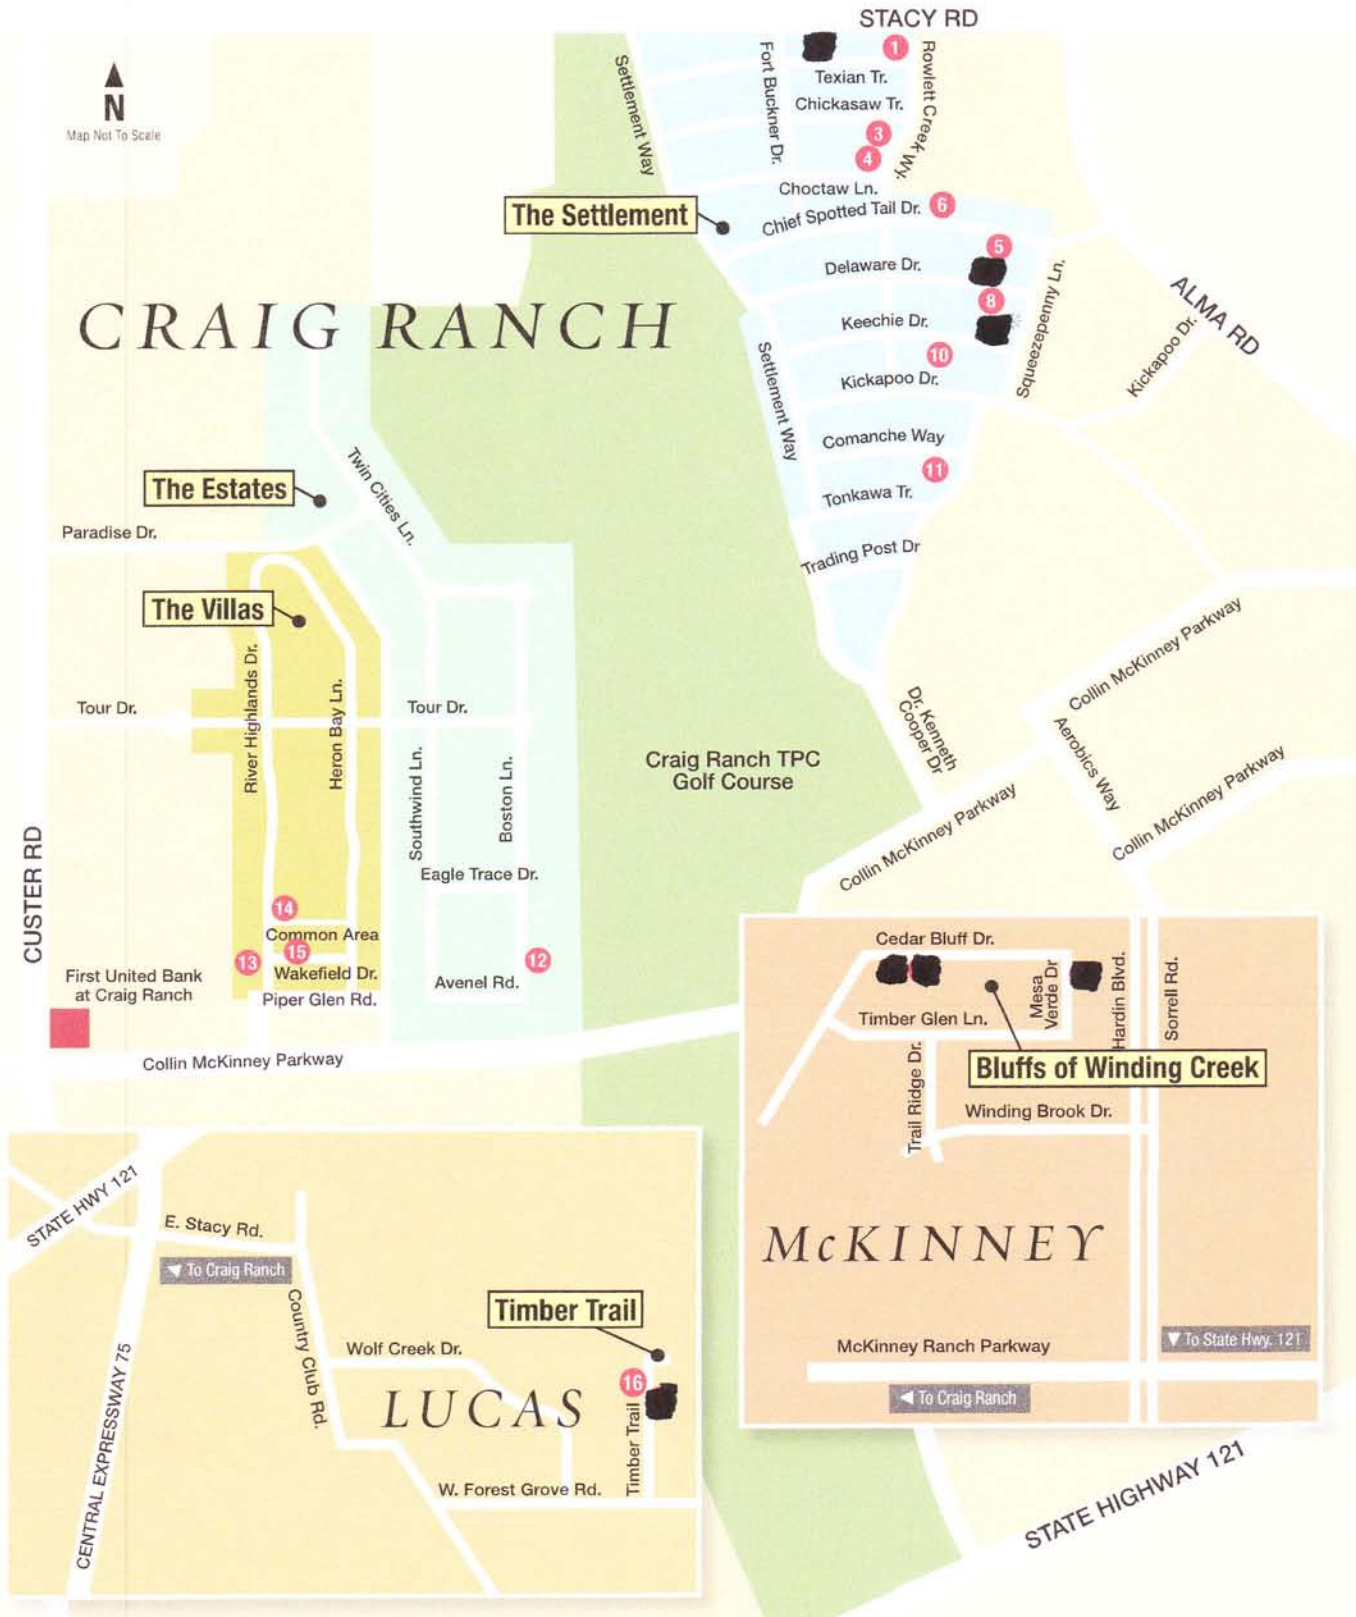 STACY RD
N
Map Not To Scale
Settlement Way
Fort Buckner Dr.
1
Texian Tr.
Chickasaw Tr.
Rowlett Creek Wy.
3
4
Choctaw Ln.
Chief Spotted Tail Dr.
6
The Settlement
5
Delaware Dr.
8
Keechie Dr.
10
Kickapoo Dr.
Squeezepenny Ln.
ALMA RD
Kickapoo Dr.
CRAIG RANCH
Settlement Way
Comanche Way
11
Tonkawa Tr.
Trading Post Dr
Twin Cities Ln.
The Estates
Paradise Dr.
The Villas
River Highlands Dr.
Heron Bay Ln.
Tour Dr.
Tour Dr.
Southwind Ln.
Boston Ln.
Craig Ranch TPC
Golf Course
Dr. Kenneth
Cooper Dr
Collin McKinney Parkway
Aerobics Way
Collin McKinney Parkway
Collin McKinney Parkway
CUSTER RD
Eagle Trace Dr.
14
Common Area
15
13
Wakefield Dr.
Piper Glen Rd.
12
Avenel Rd.
First United Bank
at Craig Ranch
Collin McKinney Parkway
Cedar Bluff Dr.
Mesa
Verde Dr
Hardin Blvd.
Sorrell Rd.
Timber Glen Ln.
Trail Ridge Dr.
Bluffs of Winding Creek
Winding Brook Dr.
McKINNEY
McKinney Ranch Parkway
To State Hwy. 121
To Craig Ranch
STATE HIGHWAY 121
STATE HWY 121
E. Stacy Rd.
To Craig Ranch
Country Club Rd.
CENTRAL EXPRESSWAY 75
Timber Trail
Wolf Creek Dr.
16
LUCAS
Timber Trail
W. Forest Grove Rd.